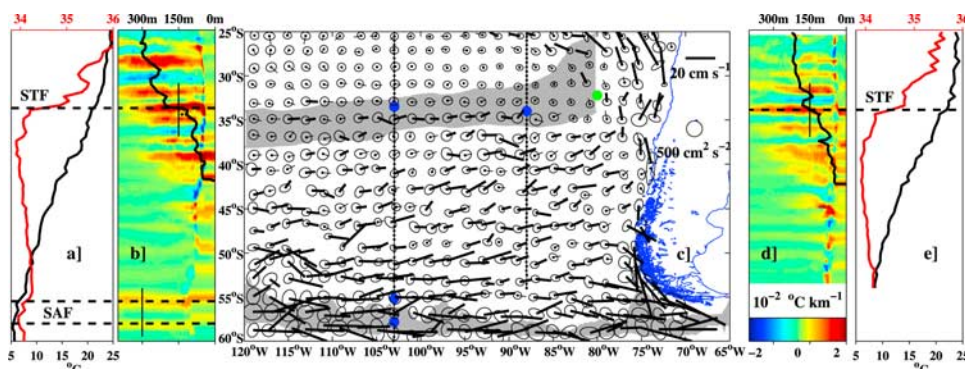 34 35 36
300m 150m 0m
STF
SAF
a]
b]
5 10 15 20 25
°C
25°S
30°S
35°S
40°S
45°S
50°S
55°S
60°S
120°W 115°W 110°W 105°W 100°W 95°W 90°W 85°W 80°W 75°W 70°W 65°W
20 cm s⁻¹
500 cm² s⁻²
c]
300m 150m 0m
d]
10⁻² °C km⁻¹
−2 0 2
34 35 36
STF
e]
5 10 15 20 25
°C